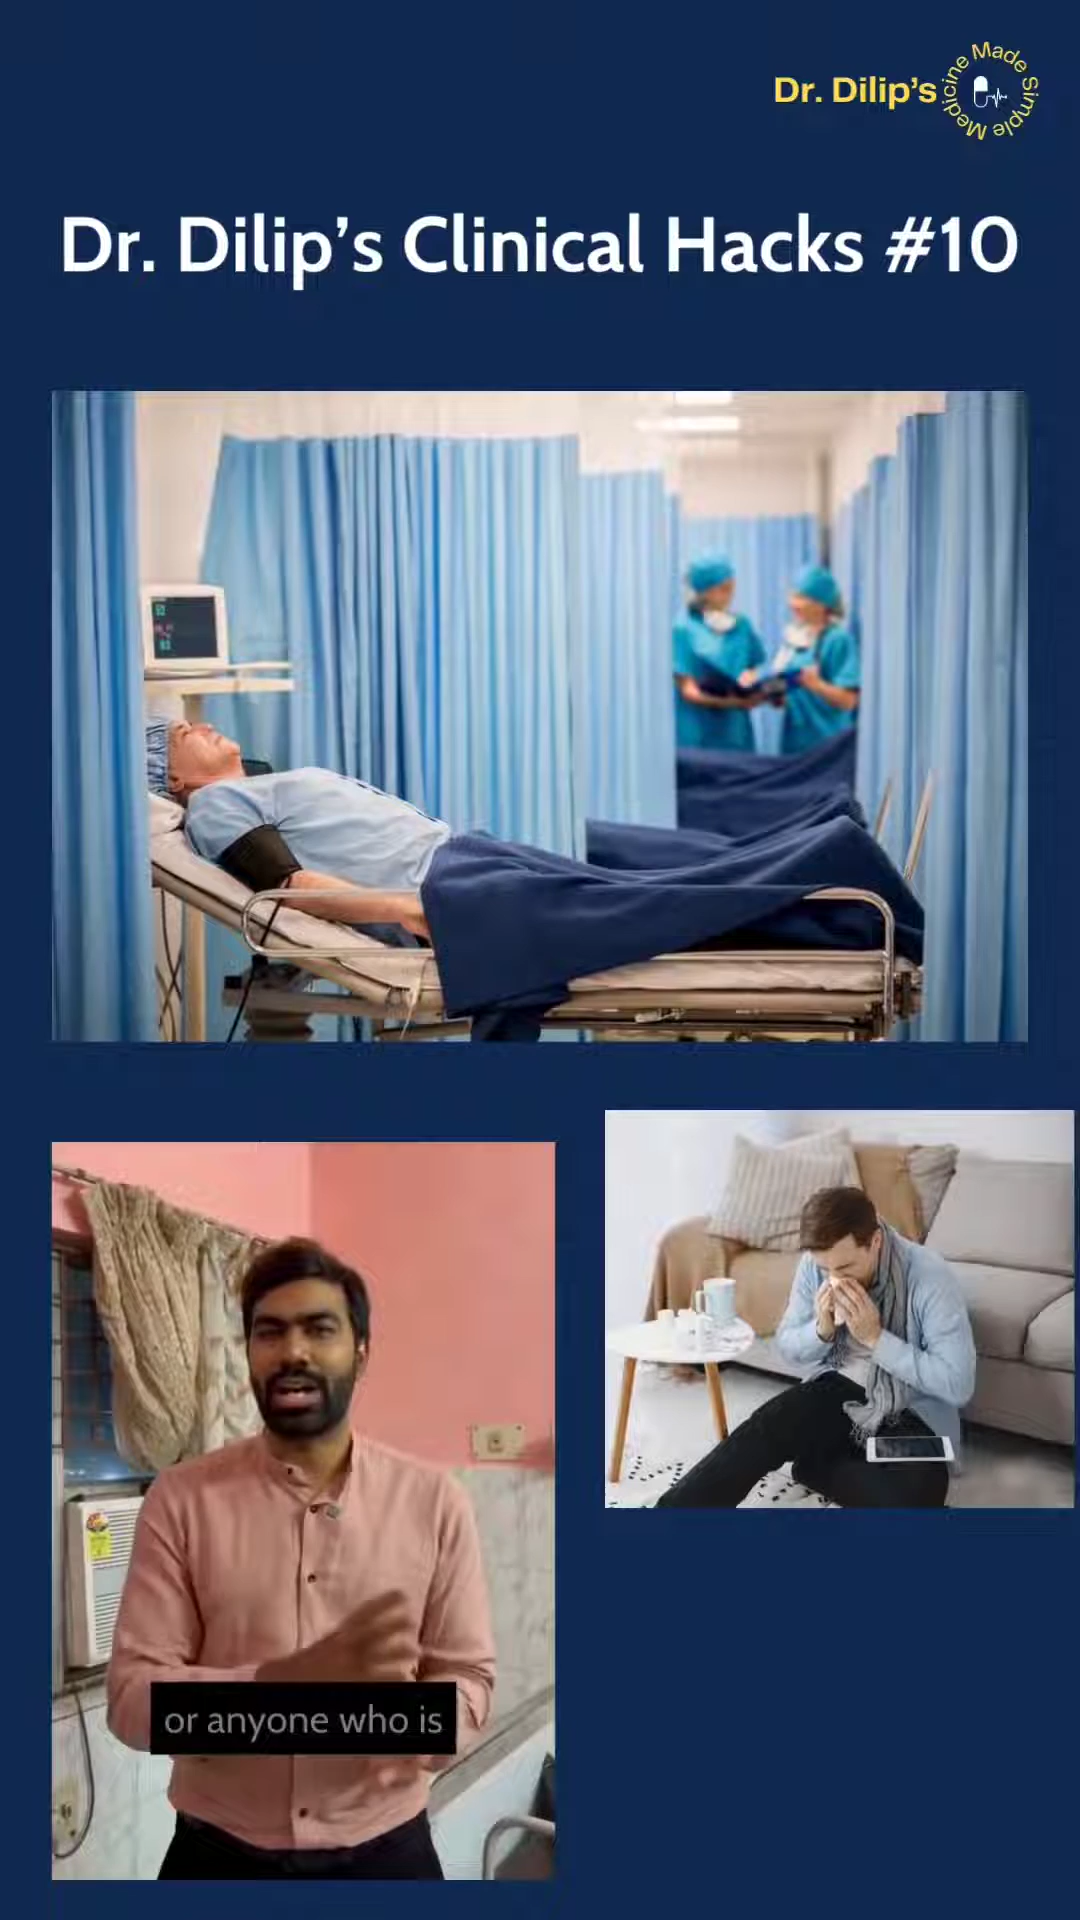 Dr. Dilip’s
Medicine Made Simple
Dr. Dilip’s Clinical Hacks #10
or anyone who is